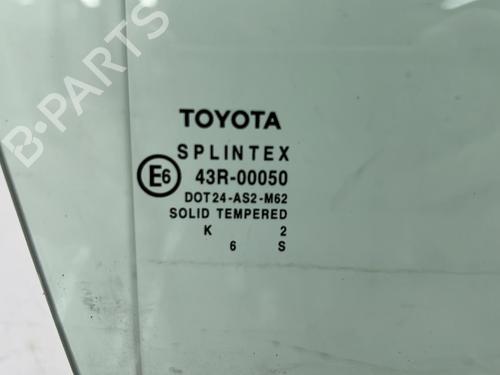 B-PARTS
TOYOTA
SPLINTEX
E6 43R-00050
DOT24-AS2-M62
SOLID TEMPERED
K 2
6 S